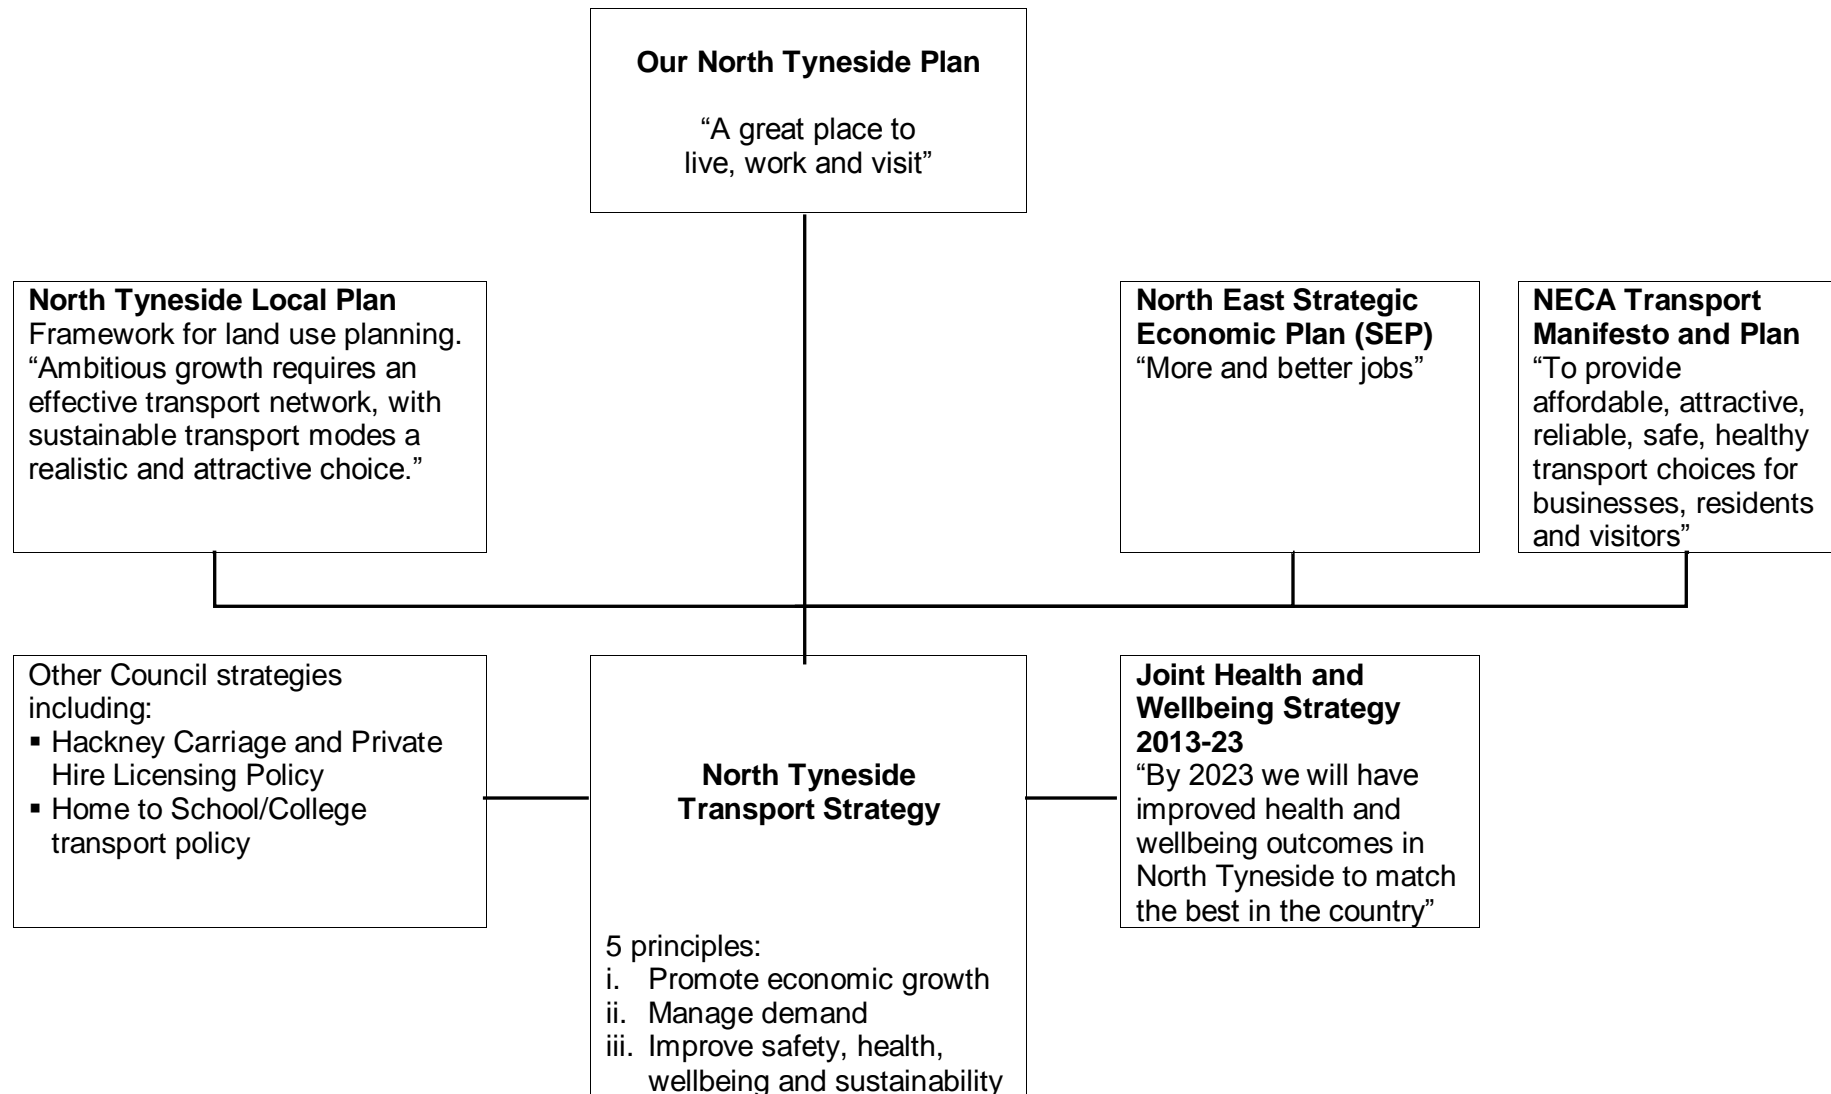 Our North Tyneside Plan
“A great place to
live, work and visit”
North Tyneside Local Plan
Framework for land use planning.
“Ambitious growth requires an
effective transport network, with
sustainable transport modes a
realistic and attractive choice.”
North East Strategic
Economic Plan (SEP)
“More and better jobs”
NECA Transport
Manifesto and Plan
“To provide
affordable, attractive,
reliable, safe, healthy
transport choices for
businesses, residents
and visitors”
Other Council strategies
including:
▪ Hackney Carriage and Private
Hire Licensing Policy
▪ Home to School/College
transport policy
North Tyneside
Transport Strategy
5 principles:
i. Promote economic growth
ii. Manage demand
iii. Improve safety, health,
wellbeing and sustainability
Joint Health and
Wellbeing Strategy
2013-23
“By 2023 we will have
improved health and
wellbeing outcomes in
North Tyneside to match
the best in the country”